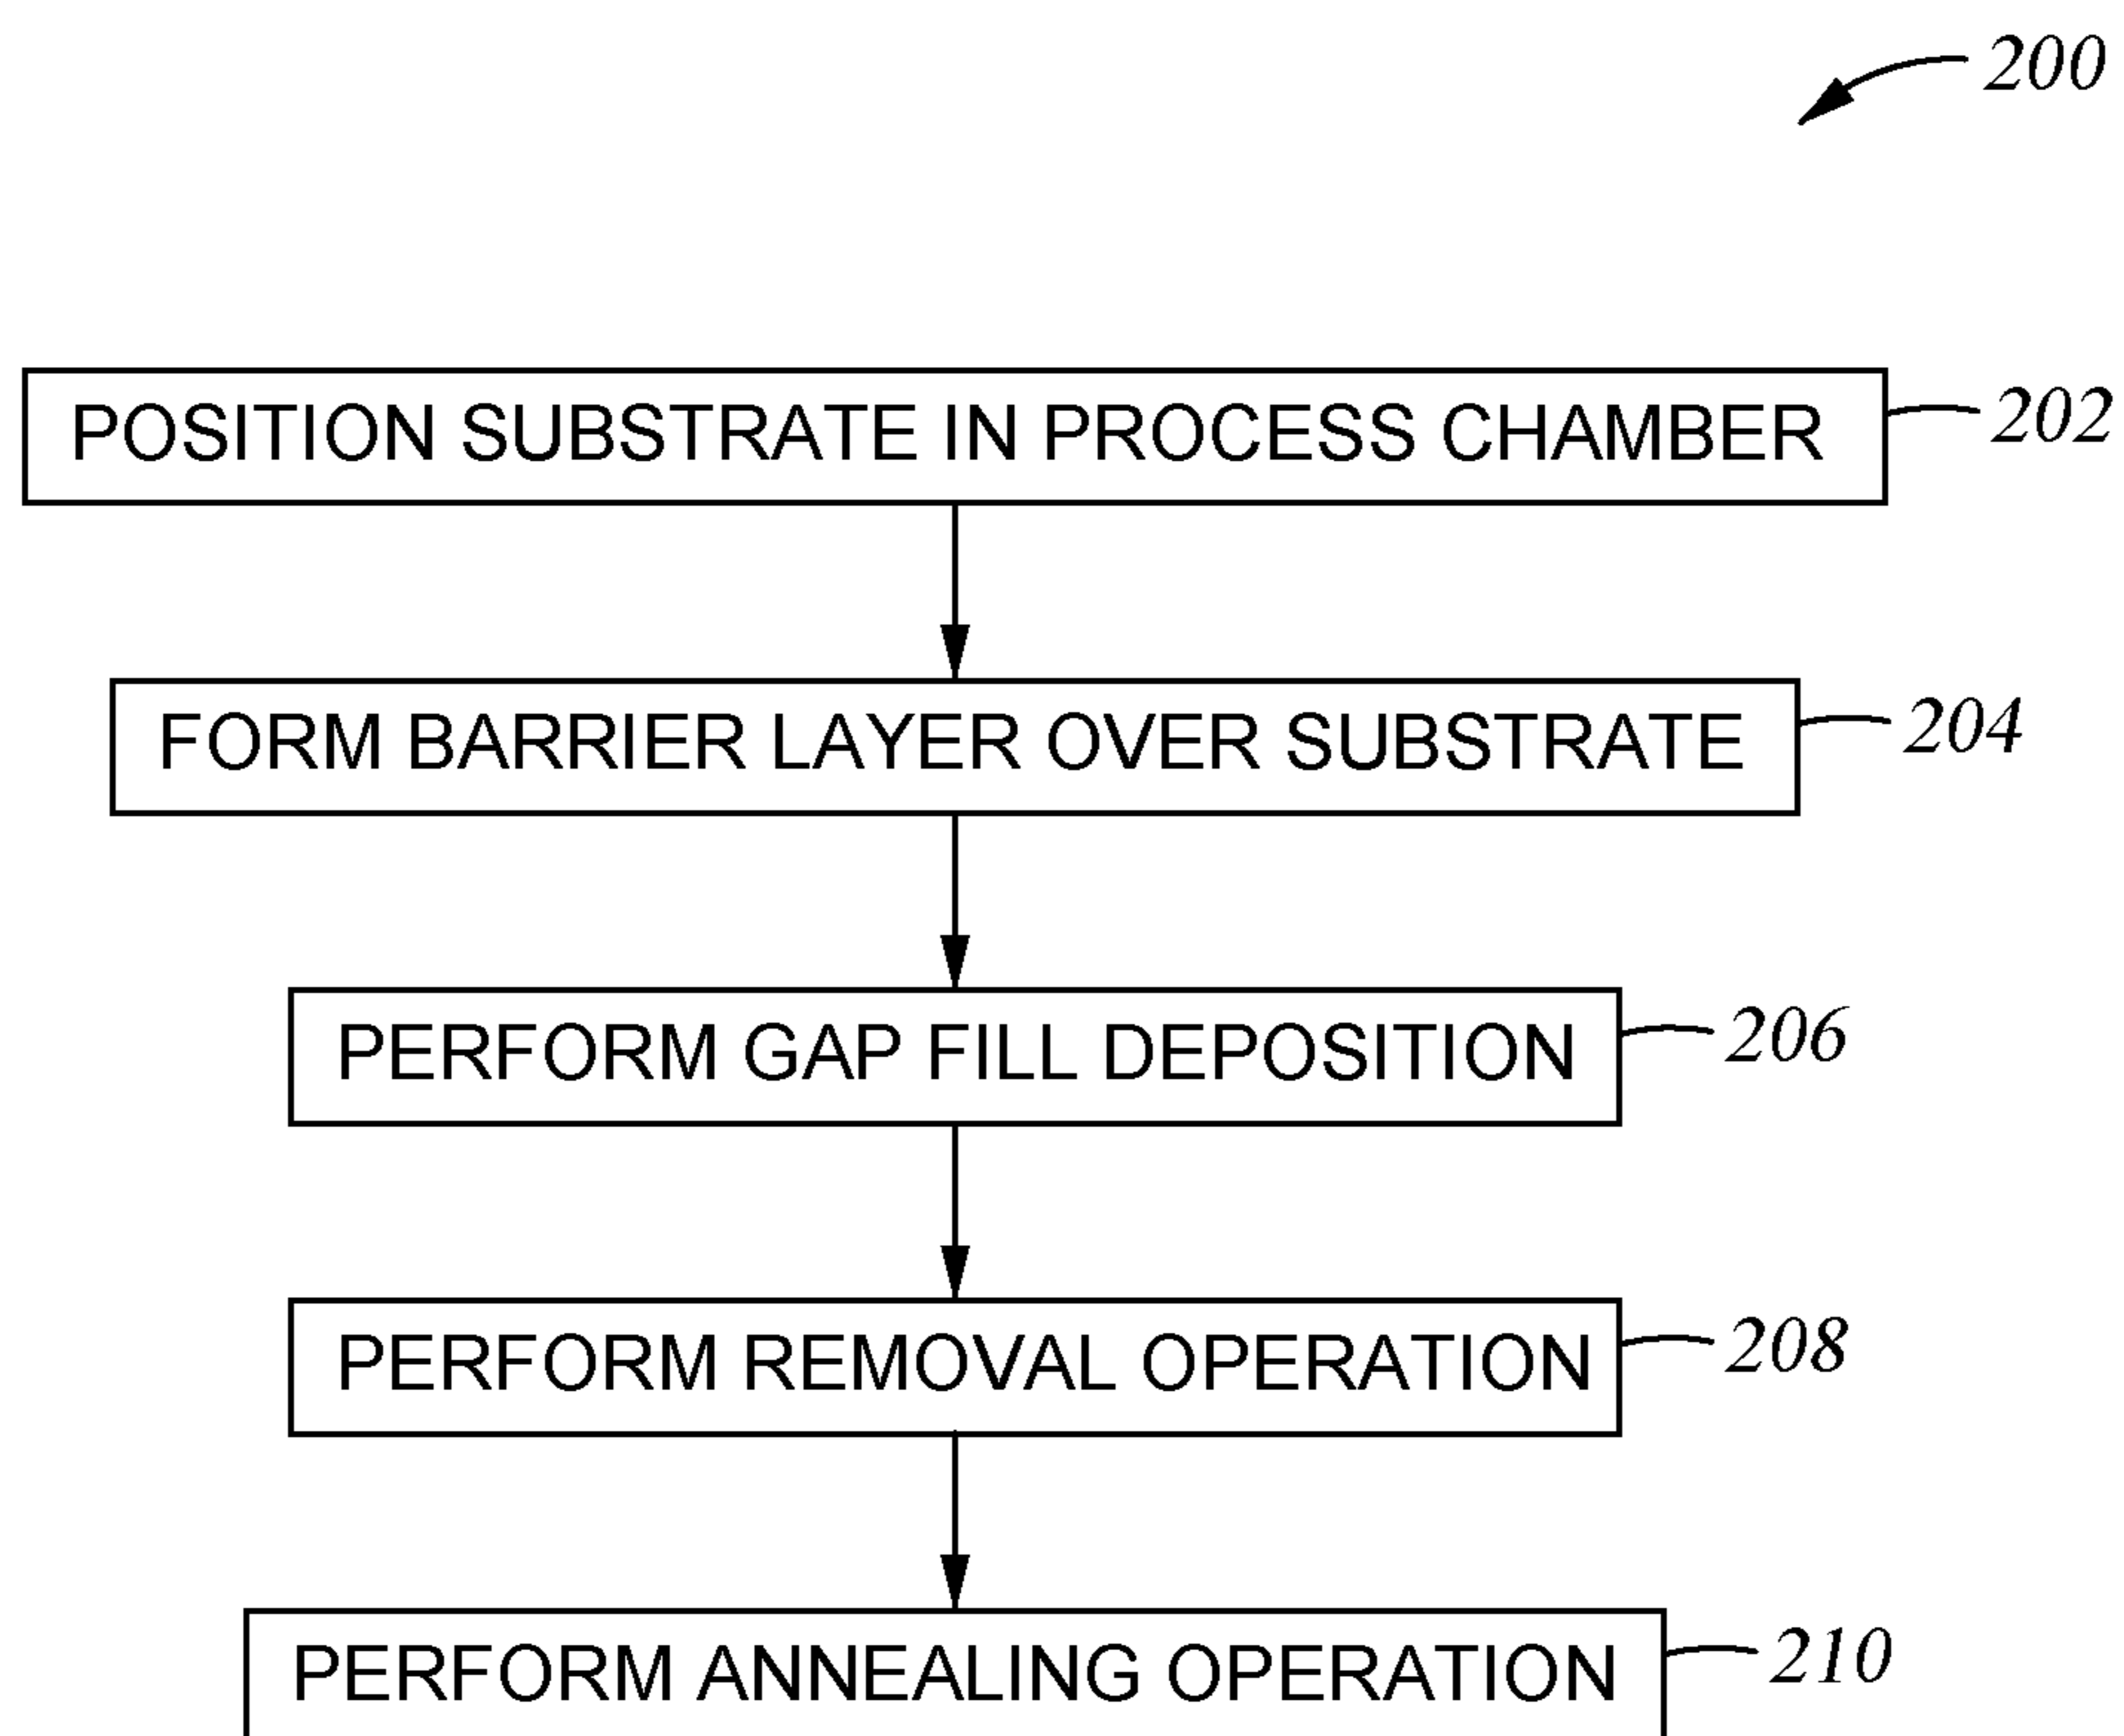 200
POSITION SUBSTRATE IN PROCESS CHAMBER 202
FORM BARRIER LAYER OVER SUBSTRATE 204
PERFORM GAP FILL DEPOSITION 206
PERFORM REMOVAL OPERATION 208
PERFORM ANNEALING OPERATION 210